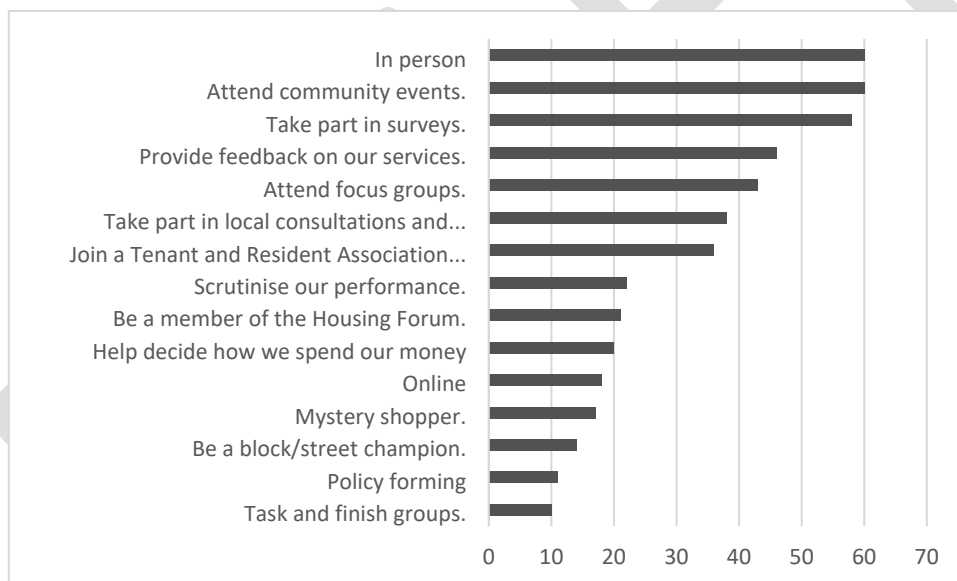 In person
Attend community events.
Take part in surveys.
Provide feedback on our services.
Attend focus groups.
Take part in local consultations and...
Join a Tenant and Resident Association...
Scrutinise our performance.
Be a member of the Housing Forum.
Help decide how we spend our money
Online
Mystery shopper.
Be a block/street champion.
Policy forming
Task and finish groups.
0 10 20 30 40 50 60 70